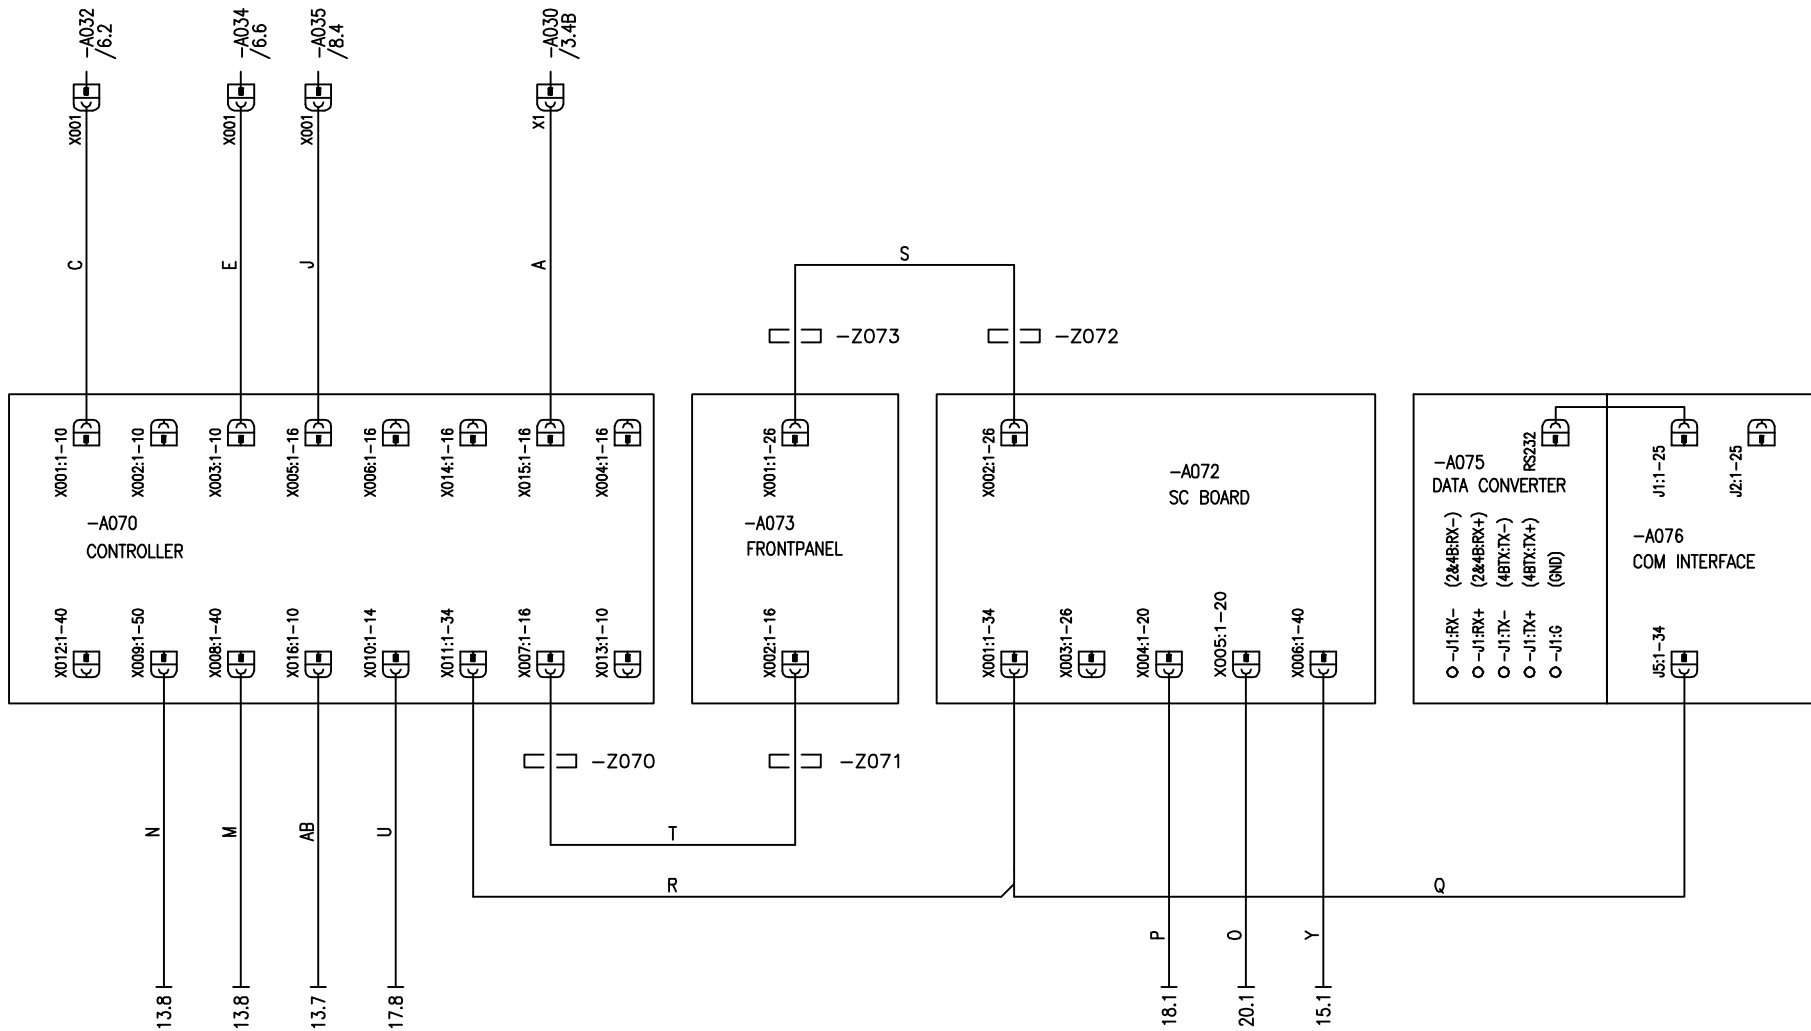 -A032
/6.2
-A034
/6.6
-A035
/8.4
-A030
/3.4B
X001
X001
X001
X1
C
E
J
A
S
-Z073
-Z072
X001:1-10
X002:1-10
X003:1-10
X005:1-16
X006:1-16
X014:1-16
X015:1-16
X004:1-16
-A070
CONTROLLER
X012:1-40
X009:1-50
X008:1-40
X016:1-10
X010:1-14
X011:1-34
X007:1-16
X013:1-10
X001:1-26
-A073
FRONTPANEL
X002:1-16
X002:1-26
-A072
SC BOARD
X001:1-34
X003:1-26
X004:1-20
X005:1-20
X006:1-40
RS232
-A075
DATA CONVERTER
-J1:RX- (2&4B:RX-)
-J1:RX+ (2&4B:RX+)
-J1:TX- (4BTX:TX-)
-J1:TX+ (4BTX:TX+)
-J1:G (GND)
J1:1-25
J2:1-25
-A076
COM INTERFACE
J5:1-34
-Z070
-Z071
N
M
AB
U
T
R
Q
P
O
Y
13.8
13.8
13.7
17.8
18.1
20.1
15.1